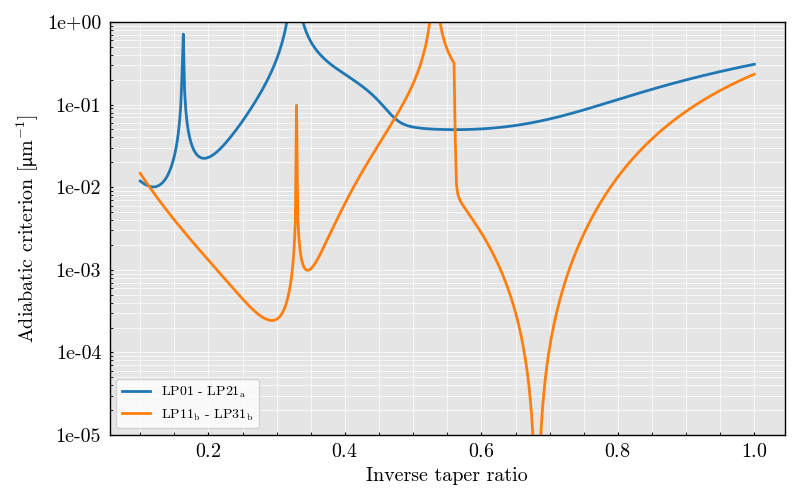 1e+00
1e-01
1e-02
1e-03
1e-04
1e-05
Adiabatic criterion [µm⁻¹]
LP01 - LP21ₐ
LP11_b - LP31_b
0.2 0.4 0.6 0.8 1.0
Inverse taper ratio